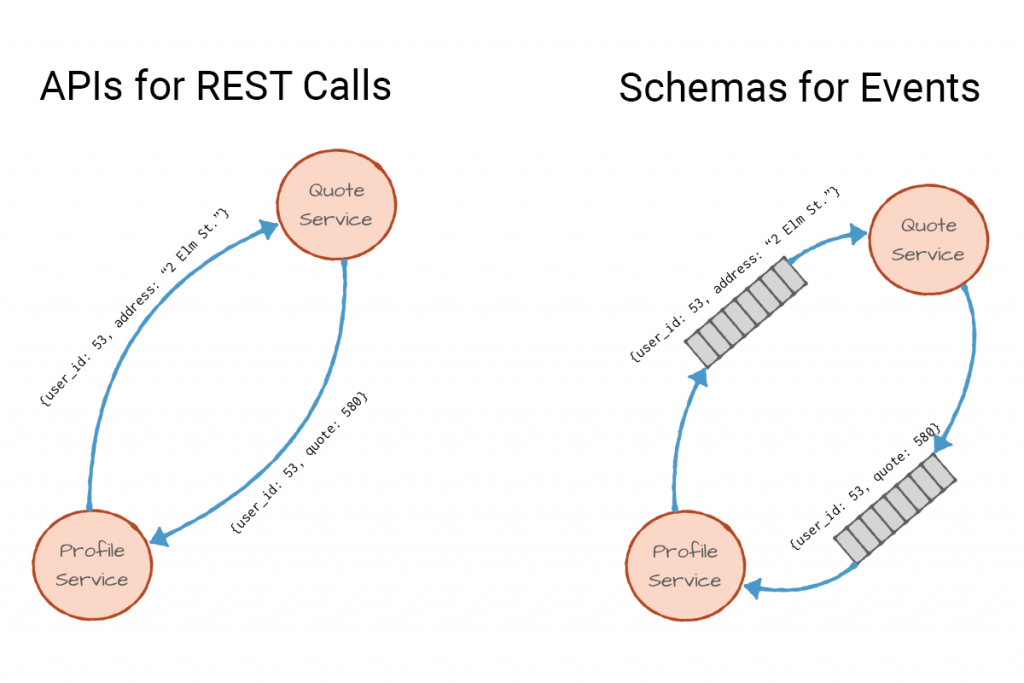 APIs for REST Calls
Quote
Service
{user_id: 53, address: “2 Elm St.”}
{user_id: 53, quote: 580}
Profile
Service
Schemas for Events
Quote
Service
{user_id: 53, address: “2 Elm St.”}
{user_id: 53, quote: 580}
Profile
Service